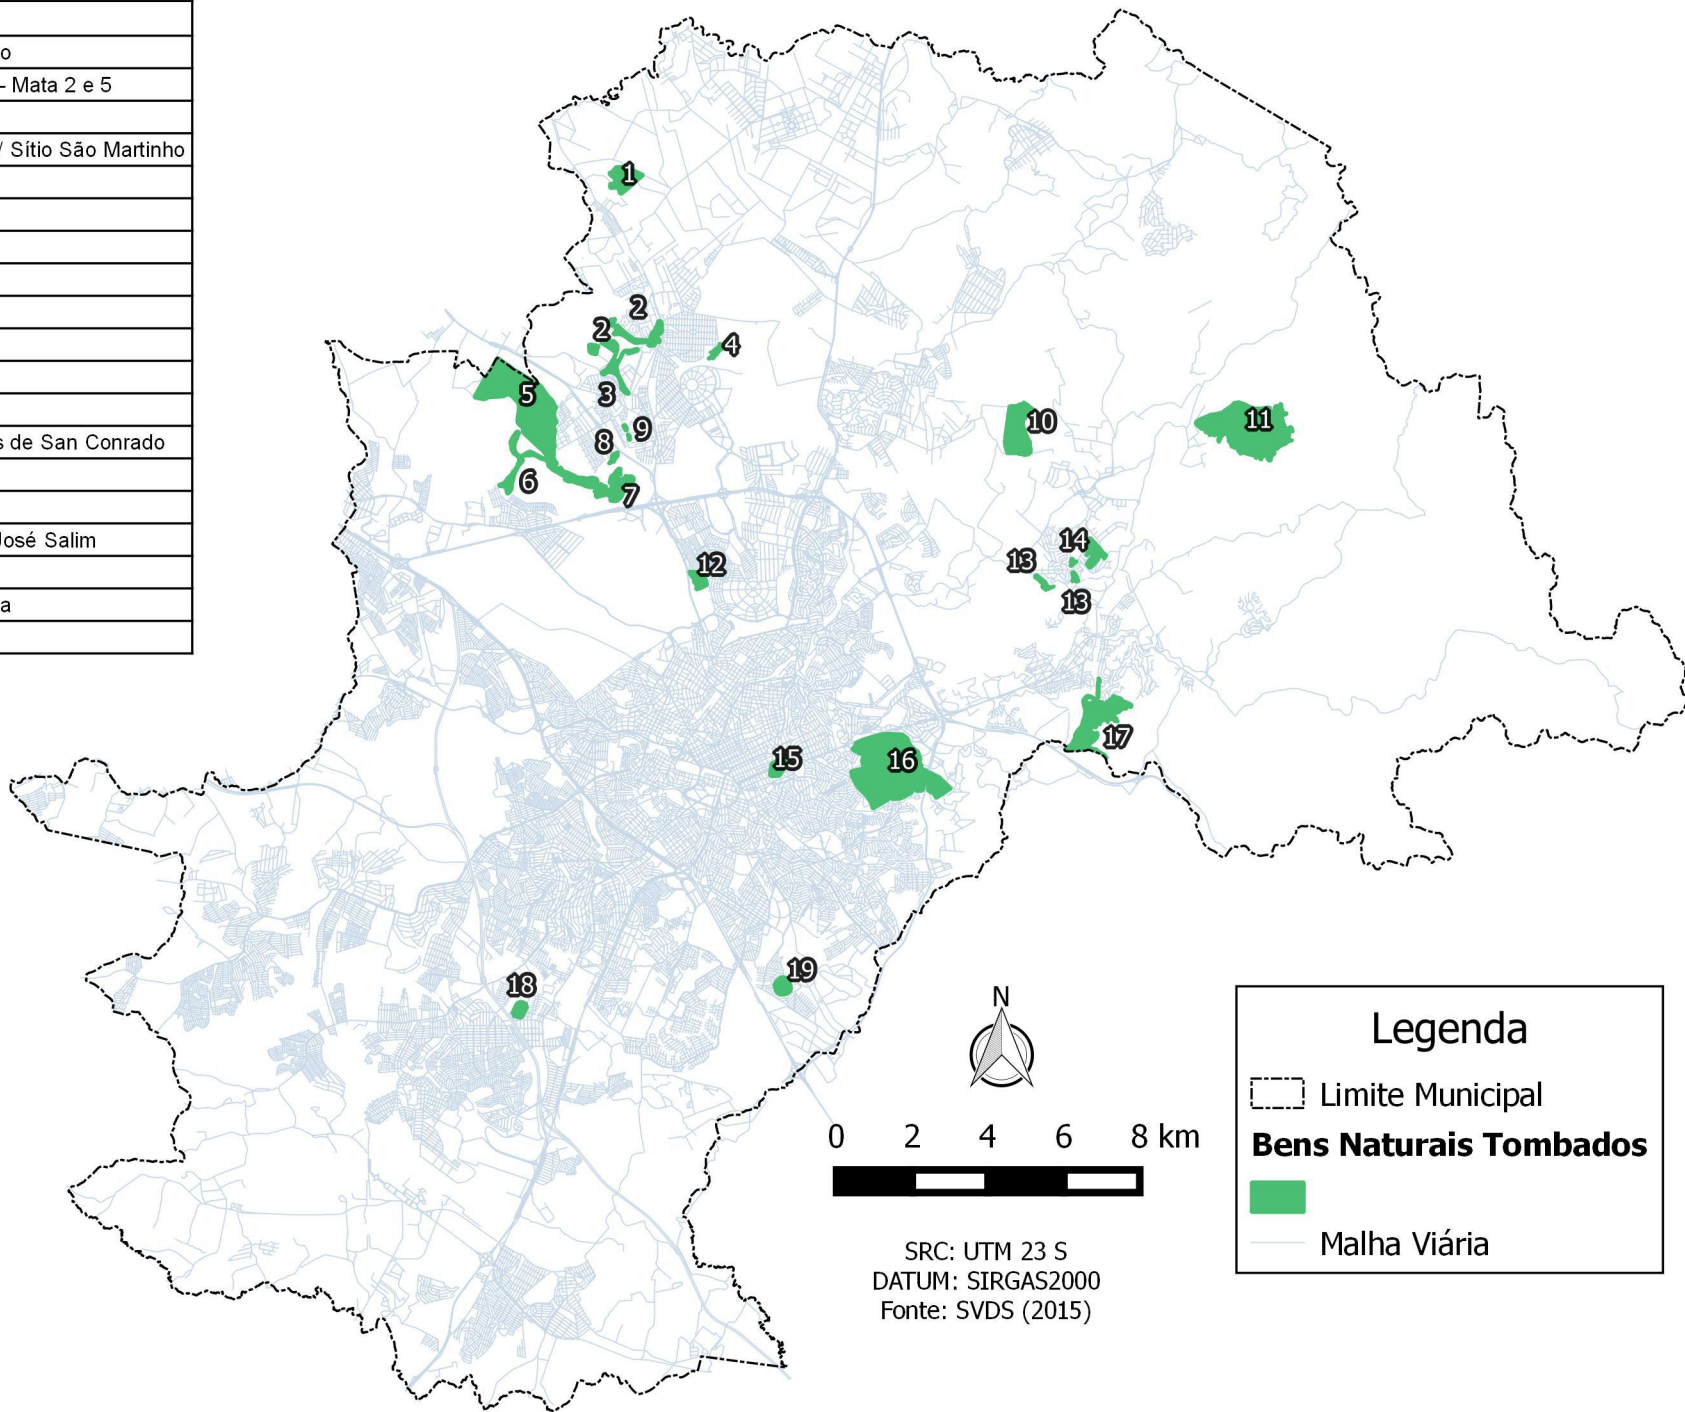 o
- Mata 2 e 5
/ Sítio São Martinho
s de San Conrado
José Salim
a
1
2
2
4
3
5
9
8
6
7
10
11
12
14
13
13
15
16
17
18
19
N
0 2 4 6 8 km
SRC: UTM 23 S
DATUM: SIRGAS2000
Fonte: SVDS (2015)
Legenda
Limite Municipal
Bens Naturais Tombados
Malha Viária